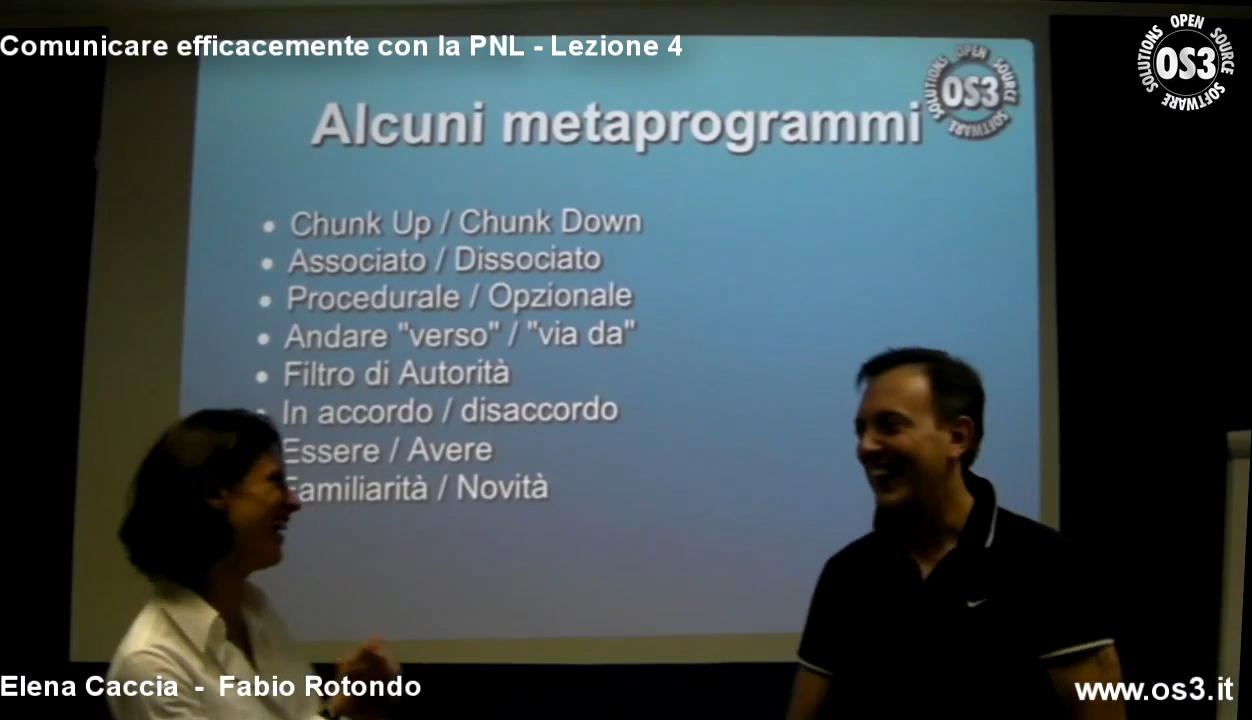 Comunicare efficacemente con la PNL - Lezione 4
OPEN SOURCE SOFTWARE SOLUTIONS
OS3
OPEN SOURCE SOFTWARE SOLUTIONS
OS3
Alcuni metaprogrammi
• Chunk Up / Chunk Down
• Associato / Dissociato
• Procedurale / Opzionale
• Andare "verso" / "via da"
• Filtro di Autorità
• In accordo / disaccordo
Essere / Avere
Familiarità / Novità
Elena Caccia - Fabio Rotondo
www.os3.it